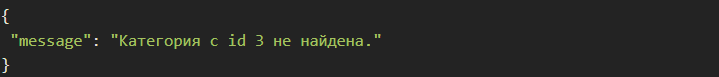 {
"message": "Категория с id 3 не найдена."
}